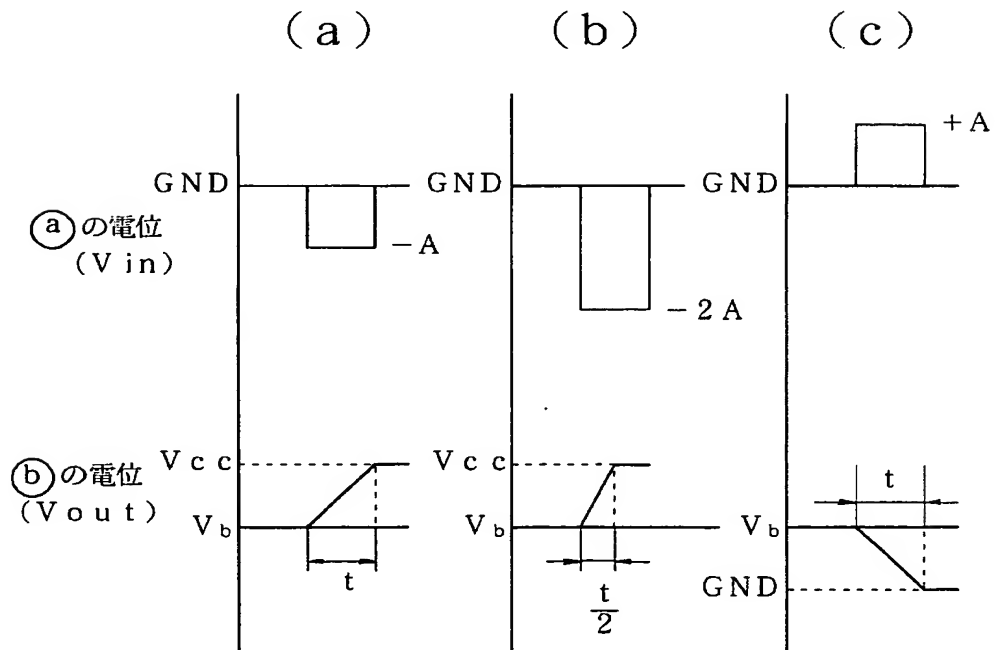 (a) (b) (c)
+A
GND GND GND
ⓐの電位
(Vin)
-A
-2A
Vcc Vcc
ⓑの電位
(Vout)
t
Vb Vb Vb
t
t/2
GND